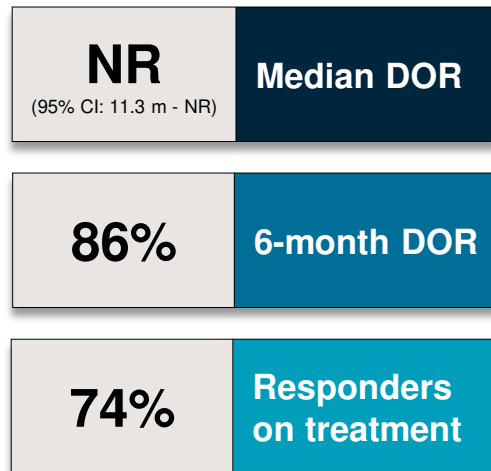 NR
(95% CI: 11.3 m - NR)
Median DOR
86%
6-month DOR
74%
Responders
on treatment